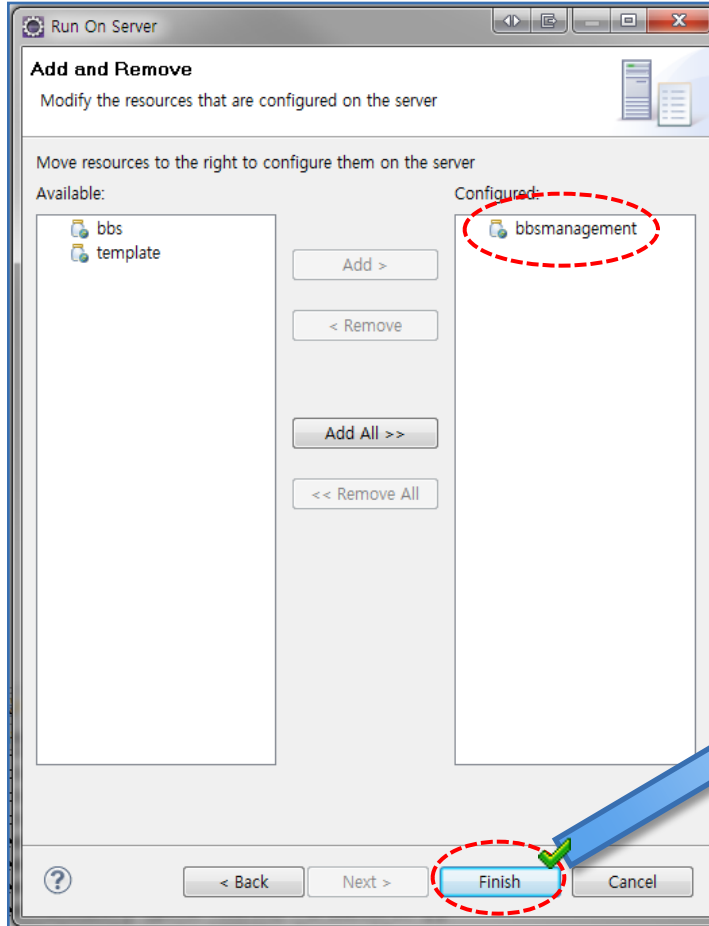 Run On Server
Add and Remove
Modify the resources that are configured on the server
Move resources to the right to configure them on the server
Available:
Configured:
bbs
template
bbsmanagement
Add >
< Remove
Add All >>
<< Remove All
?
< Back
Next >
Finish
Cancel